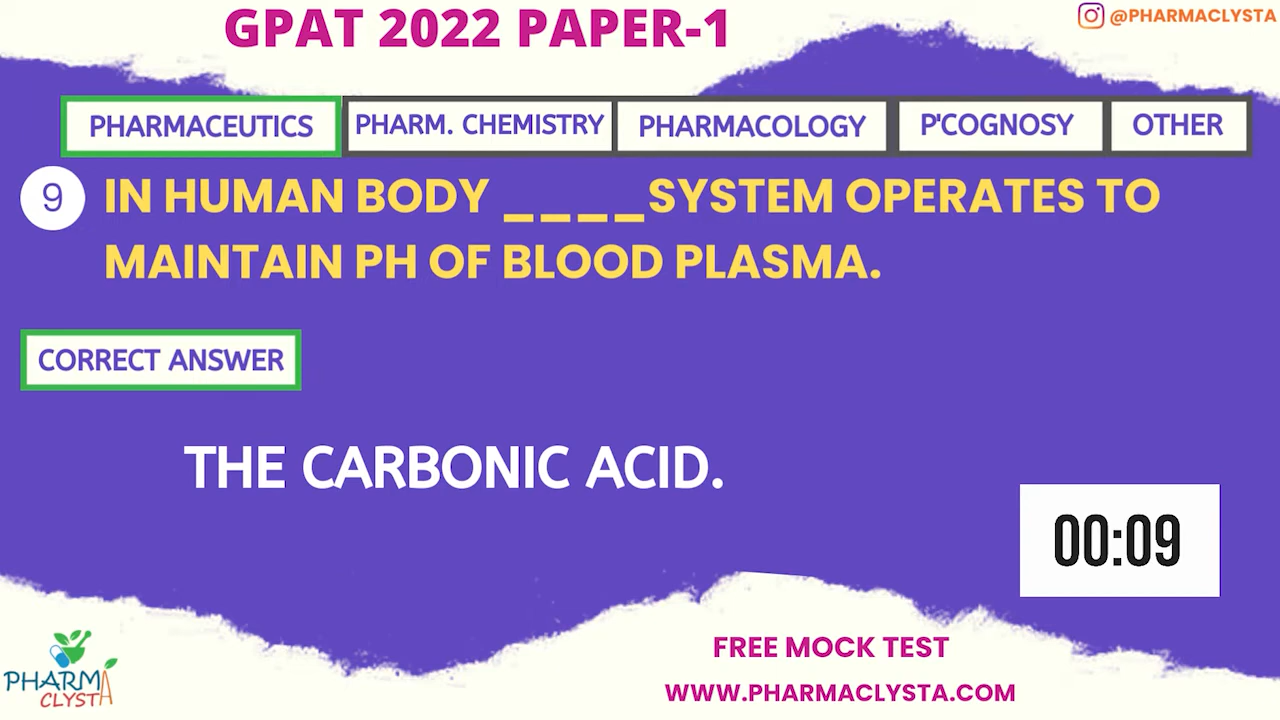 GPAT 2022 PAPER-1
@PHARMACLYSTA
PHARMACEUTICS PHARM. CHEMISTRY PHARMACOLOGY P'COGNOSY OTHER
9 IN HUMAN BODY ____SYSTEM OPERATES TO
MAINTAIN PH OF BLOOD PLASMA.
CORRECT ANSWER
THE CARBONIC ACID.
00:09
FREE MOCK TEST
WWW.PHARMACLYSTA.COM
PHARMA
CLYSTA